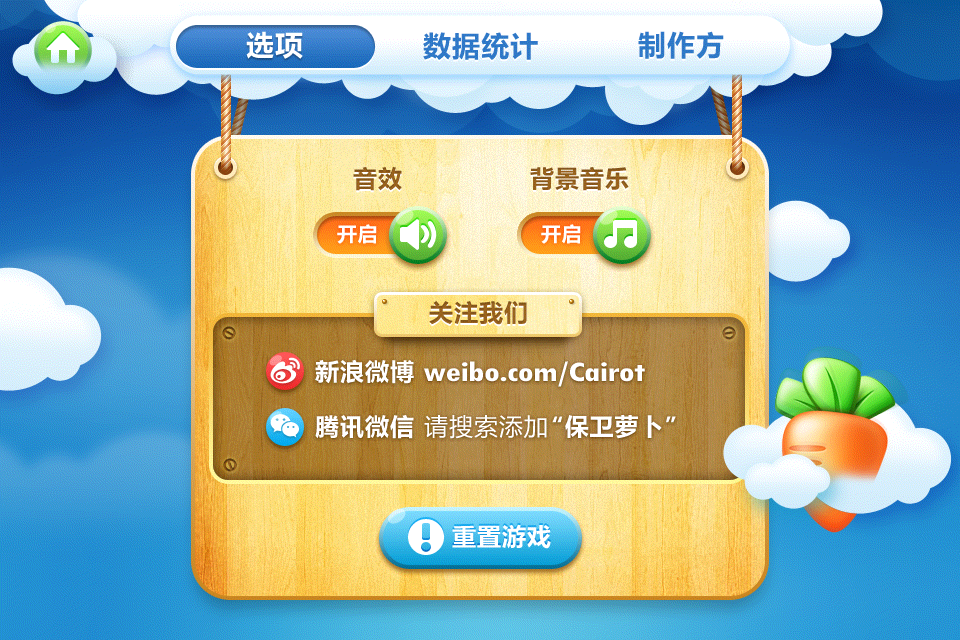 选项 数据统计 制作方
音效 背景音乐
开启 开启
关注我们
新浪微博 weibo.com/Cairot
腾讯微信 请搜索添加“保卫萝卜”
重置游戏